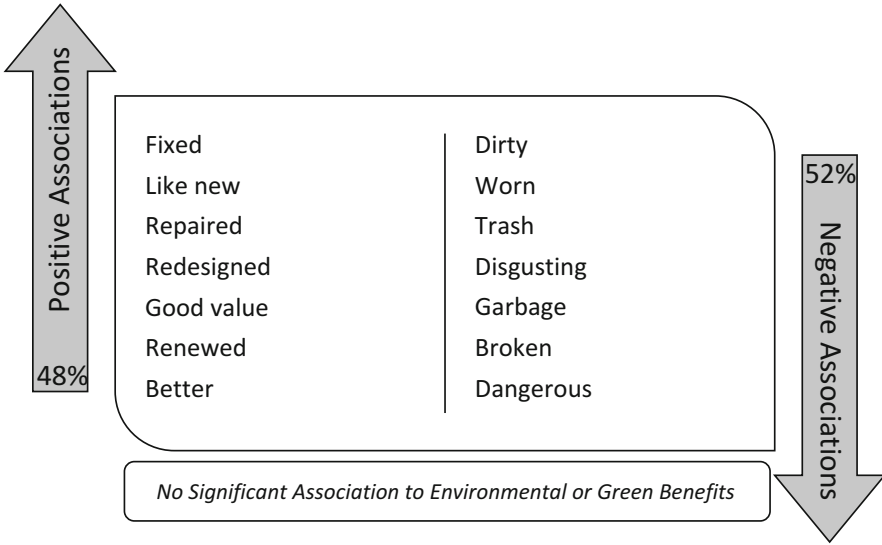 Positive Associations
48%
Fixed
Like new
Repaired
Redesigned
Good value
Renewed
Better
Dirty
Worn
Trash
Disgusting
Garbage
Broken
Dangerous
52%
Negative Associations
No Significant Association to Environmental or Green Benefits